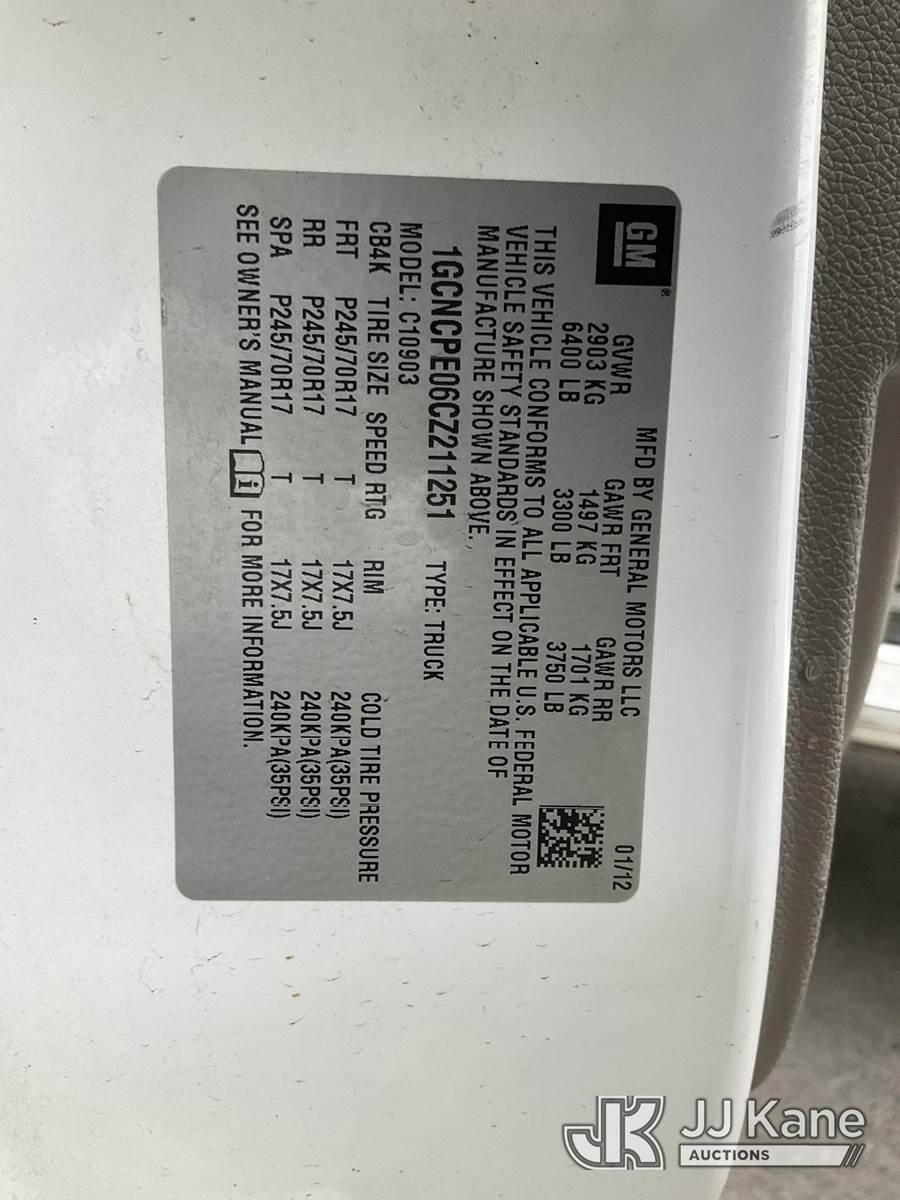 GM®
MFD BY GENERAL MOTORS LLC 01/12
GVWR GAWR FRT GAWR RR
2903 KG 1497 KG 1701 KG
6400 LB 3300 LB 3750 LB
THIS VEHICLE CONFORMS TO ALL APPLICABLE U.S. FEDERAL MOTOR
VEHICLE SAFETY STANDARDS IN EFFECT ON THE DATE OF
MANUFACTURE SHOWN ABOVE.
1GCNCPE06CZ211251 TYPE: TRUCK
MODEL: C10903
CB4K TIRE SIZE SPEED RTG RIM COLD TIRE PRESSURE
FRT P245/70R17 T 17X7.5J 240KPA(35PSI)
RR P245/70R17 T 17X7.5J 240KPA(35PSI)
SPA P245/70R17 T 17X7.5J 240KPA(35PSI)
SEE OWNER'S MANUAL FOR MORE INFORMATION.
JK JJ Kane
AUCTIONS